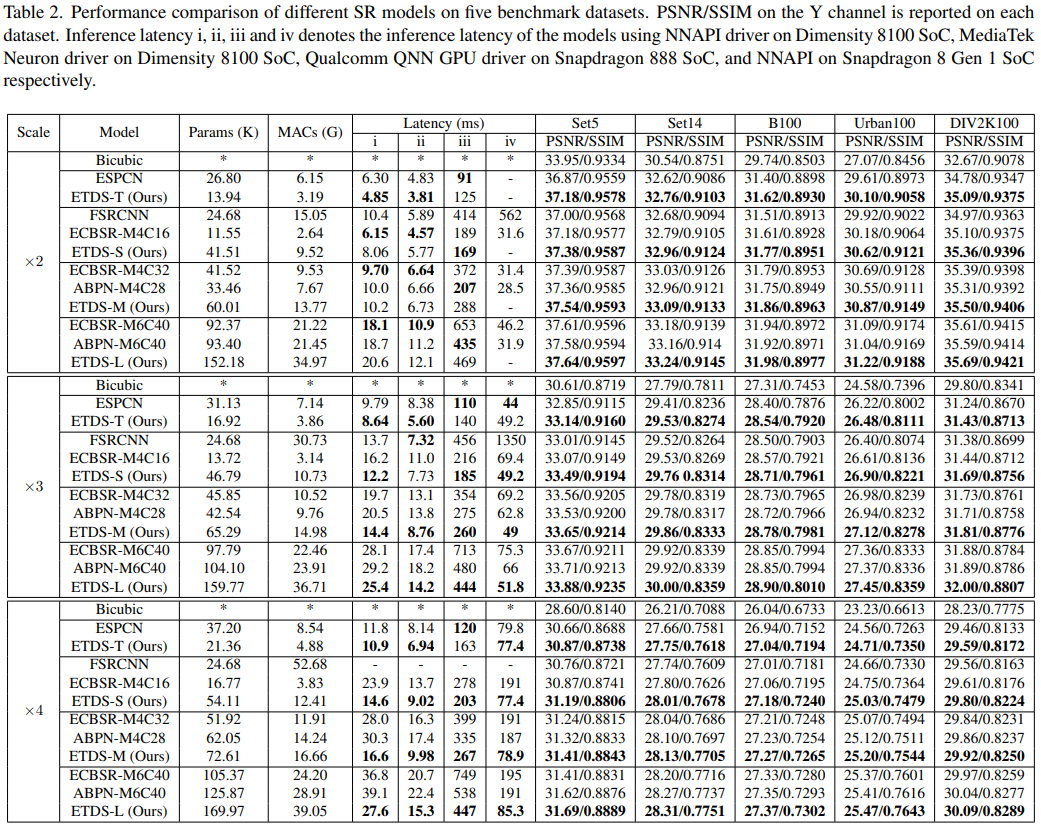 Table 2. Performance comparison of different SR models on five benchmark datasets. PSNR/SSIM on the Y channel is reported on each
dataset. Inference latency i, ii, iii and iv denotes the inference latency of the models using NNAPI driver on Dimensity 8100 SoC, MediaTek
Neuron driver on Dimensity 8100 SoC, Qualcomm QNN GPU driver on Snapdragon 888 SoC, and NNAPI on Snapdragon 8 Gen 1 SoC
respectively.
Scale Model Params (K) MACs (G) Latency (ms) Set5 Set14 B100 Urban100 DIV2K100
i ii iii iv PSNR/SSIM PSNR/SSIM PSNR/SSIM PSNR/SSIM PSNR/SSIM
×2
Bicubic * * * * * * 33.95/0.9334 30.54/0.8751 29.74/0.8503 27.07/0.8456 32.67/0.9078
ESPCN 26.80 6.15 6.30 4.83 91 - 36.87/0.9559 32.62/0.9086 31.40/0.8898 29.61/0.8973 34.78/0.9347
ETDS-T (Ours) 13.94 3.19 4.85 3.81 125 - 37.18/0.9578 32.76/0.9103 31.62/0.8930 30.10/0.9058 35.09/0.9375
FSRCNN 24.68 15.05 10.4 5.89 414 562 37.00/0.9568 32.68/0.9094 31.51/0.8913 29.92/0.9022 34.97/0.9363
ECBSR-M4C16 11.55 2.64 6.15 4.57 189 31.6 37.18/0.9577 32.79/0.9105 31.61/0.8928 30.18/0.9064 35.10/0.9375
ETDS-S (Ours) 41.51 9.52 8.06 5.77 169 - 37.38/0.9587 32.96/0.9124 31.77/0.8951 30.62/0.9121 35.36/0.9396
ECBSR-M4C32 41.52 9.53 9.70 6.64 372 31.4 37.39/0.9587 33.03/0.9126 31.79/0.8953 30.69/0.9128 35.39/0.9398
ABPN-M4C28 33.46 7.67 10.0 6.66 207 28.5 37.36/0.9585 32.96/0.9121 31.75/0.8949 30.55/0.9111 35.31/0.9392
ETDS-M (Ours) 60.01 13.77 10.2 6.73 288 - 37.54/0.9593 33.09/0.9133 31.86/0.8963 30.87/0.9149 35.50/0.9406
ECBSR-M6C40 92.37 21.22 18.1 10.9 653 46.2 37.61/0.9596 33.18/0.9139 31.94/0.8972 31.09/0.9174 35.61/0.9415
ABPN-M6C40 93.40 21.45 18.7 11.2 435 31.9 37.58/0.9594 33.16/0.914 31.92/0.8971 31.04/0.9169 35.59/0.9414
ETDS-L (Ours) 152.18 34.97 20.6 12.1 469 - 37.64/0.9597 33.24/0.9145 31.98/0.8977 31.22/0.9188 35.69/0.9421
×3
Bicubic * * * * * * 30.61/0.8719 27.79/0.7811 27.31/0.7453 24.58/0.7396 29.80/0.8341
ESPCN 31.13 7.14 9.79 8.38 110 44 32.85/0.9115 29.41/0.8236 28.40/0.7876 26.22/0.8002 31.24/0.8670
ETDS-T (Ours) 16.92 3.86 8.64 5.60 140 49.2 33.14/0.9160 29.53/0.8274 28.54/0.7920 26.48/0.8111 31.43/0.8713
FSRCNN 24.68 30.73 13.7 7.32 456 1350 33.01/0.9145 29.52/0.8264 28.50/0.7903 26.40/0.8074 31.38/0.8699
ECBSR-M4C16 13.72 3.14 16.2 11.0 216 69.4 33.07/0.9149 29.53/0.8269 28.57/0.7921 26.61/0.8136 31.44/0.8712
ETDS-S (Ours) 46.79 10.73 12.2 7.73 185 49.2 33.49/0.9194 29.76 0.8314 28.71/0.7961 26.90/0.8221 31.69/0.8756
ECBSR-M4C32 45.85 10.52 19.7 13.1 354 69.2 33.56/0.9205 29.78/0.8319 28.73/0.7965 26.98/0.8239 31.73/0.8761
ABPN-M4C28 42.54 9.76 20.5 13.8 275 62.8 33.53/0.9200 29.78/0.8317 28.72/0.7966 26.94/0.8232 31.71/0.8758
ETDS-M (Ours) 65.29 14.98 14.4 8.76 260 49 33.65/0.9214 29.86/0.8333 28.78/0.7981 27.12/0.8278 31.81/0.8776
ECBSR-M6C40 97.79 22.46 28.1 17.4 713 75.3 33.67/0.9211 29.92/0.8339 28.85/0.7994 27.36/0.8333 31.88/0.8784
ABPN-M6C40 104.10 23.91 29.2 18.2 480 66 33.71/0.9213 29.92/0.8339 28.85/0.7994 27.37/0.8336 31.89/0.8786
ETDS-L (Ours) 159.77 36.71 25.4 14.2 444 51.8 33.88/0.9235 30.00/0.8359 28.90/0.8010 27.45/0.8359 32.00/0.8807
×4
Bicubic * * * * * * 28.60/0.8140 26.21/0.7088 26.04/0.6733 23.23/0.6613 28.23/0.7775
ESPCN 37.20 8.54 11.8 8.14 120 79.8 30.66/0.8688 27.66/0.7581 26.94/0.7152 24.56/0.7263 29.46/0.8133
ETDS-T (Ours) 21.36 4.88 10.9 6.94 163 77.4 30.87/0.8738 27.75/0.7618 27.04/0.7194 24.71/0.7350 29.59/0.8172
FSRCNN 24.68 52.68 - - - - 30.76/0.8721 27.74/0.7609 27.01/0.7181 24.66/0.7330 29.56/0.8163
ECBSR-M4C16 16.77 3.83 23.9 13.7 278 191 30.87/0.8741 27.80/0.7626 27.06/0.7195 24.75/0.7364 29.61/0.8176
ETDS-S (Ours) 54.11 12.41 14.6 9.02 203 77.4 31.19/0.8806 28.01/0.7678 27.18/0.7240 25.03/0.7479 29.80/0.8224
ECBSR-M4C32 51.92 11.91 28.0 16.3 399 191 31.24/0.8815 28.04/0.7686 27.21/0.7248 25.07/0.7494 29.84/0.8231
ABPN-M4C28 62.05 14.24 30.3 17.4 335 187 31.32/0.8833 28.10/0.7697 27.23/0.7254 25.12/0.7511 29.86/0.8237
ETDS-M (Ours) 72.61 16.66 16.6 9.98 267 78.9 31.41/0.8843 28.13/0.7705 27.27/0.7265 25.20/0.7544 29.92/0.8250
ECBSR-M6C40 105.37 24.20 36.8 20.7 749 195 31.41/0.8831 28.20/0.7716 27.33/0.7280 25.37/0.7601 29.97/0.8259
ABPN-M6C40 125.87 28.91 39.1 22.4 538 191 31.62/0.8876 28.27/0.7737 27.35/0.7293 25.41/0.7616 30.04/0.8277
ETDS-L (Ours) 169.97 39.05 27.6 15.3 447 85.3 31.69/0.8889 28.31/0.7751 27.37/0.7302 25.47/0.7643 30.09/0.8289